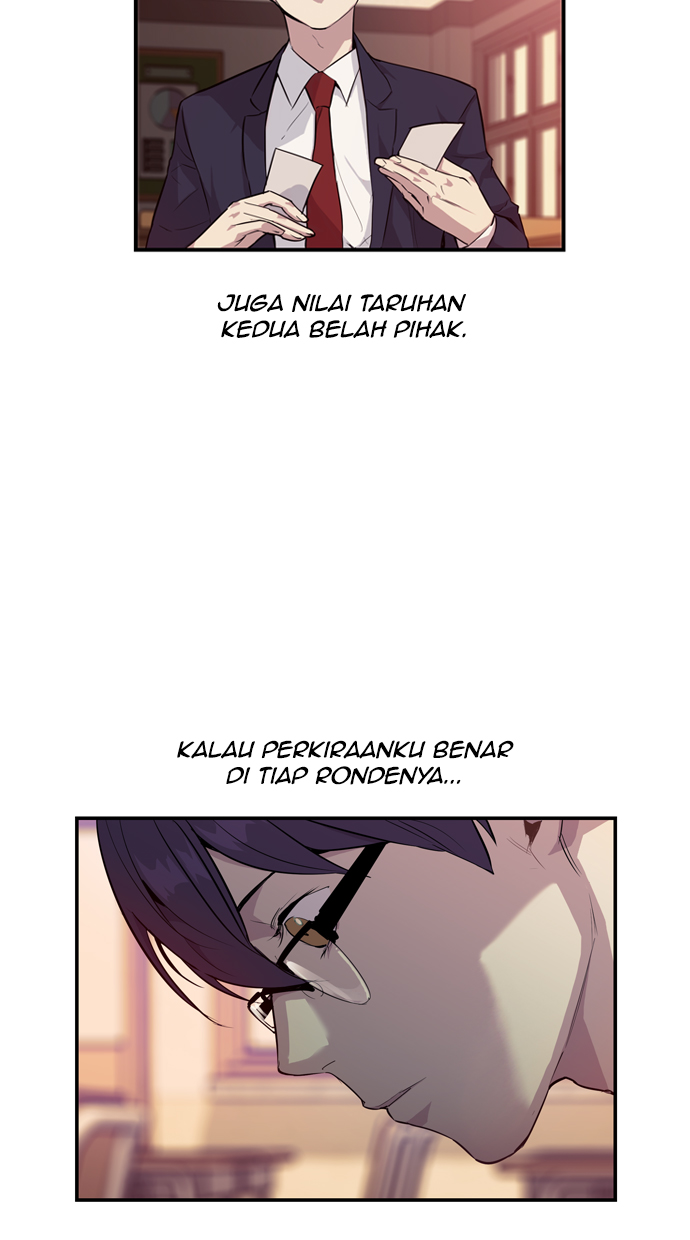 JUGA NILAI TARUHAN
KEDUA BELAH PIHAK.
KALAU PERKIRAANKU BENAR
DI TIAP RONDENYA...